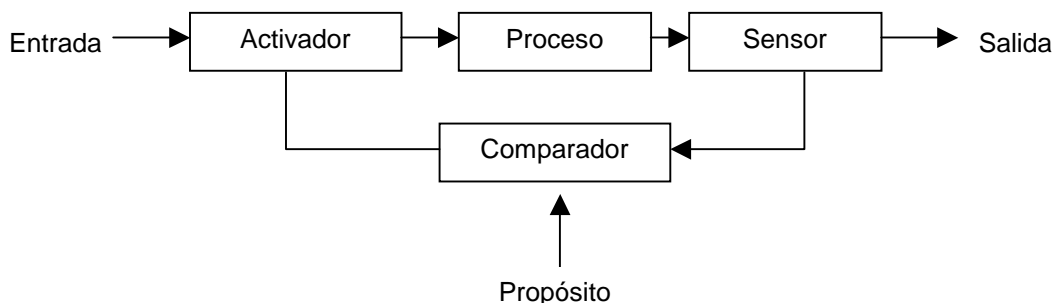 Entrada
Activador
Proceso
Sensor
Salida
Comparador
Propósito